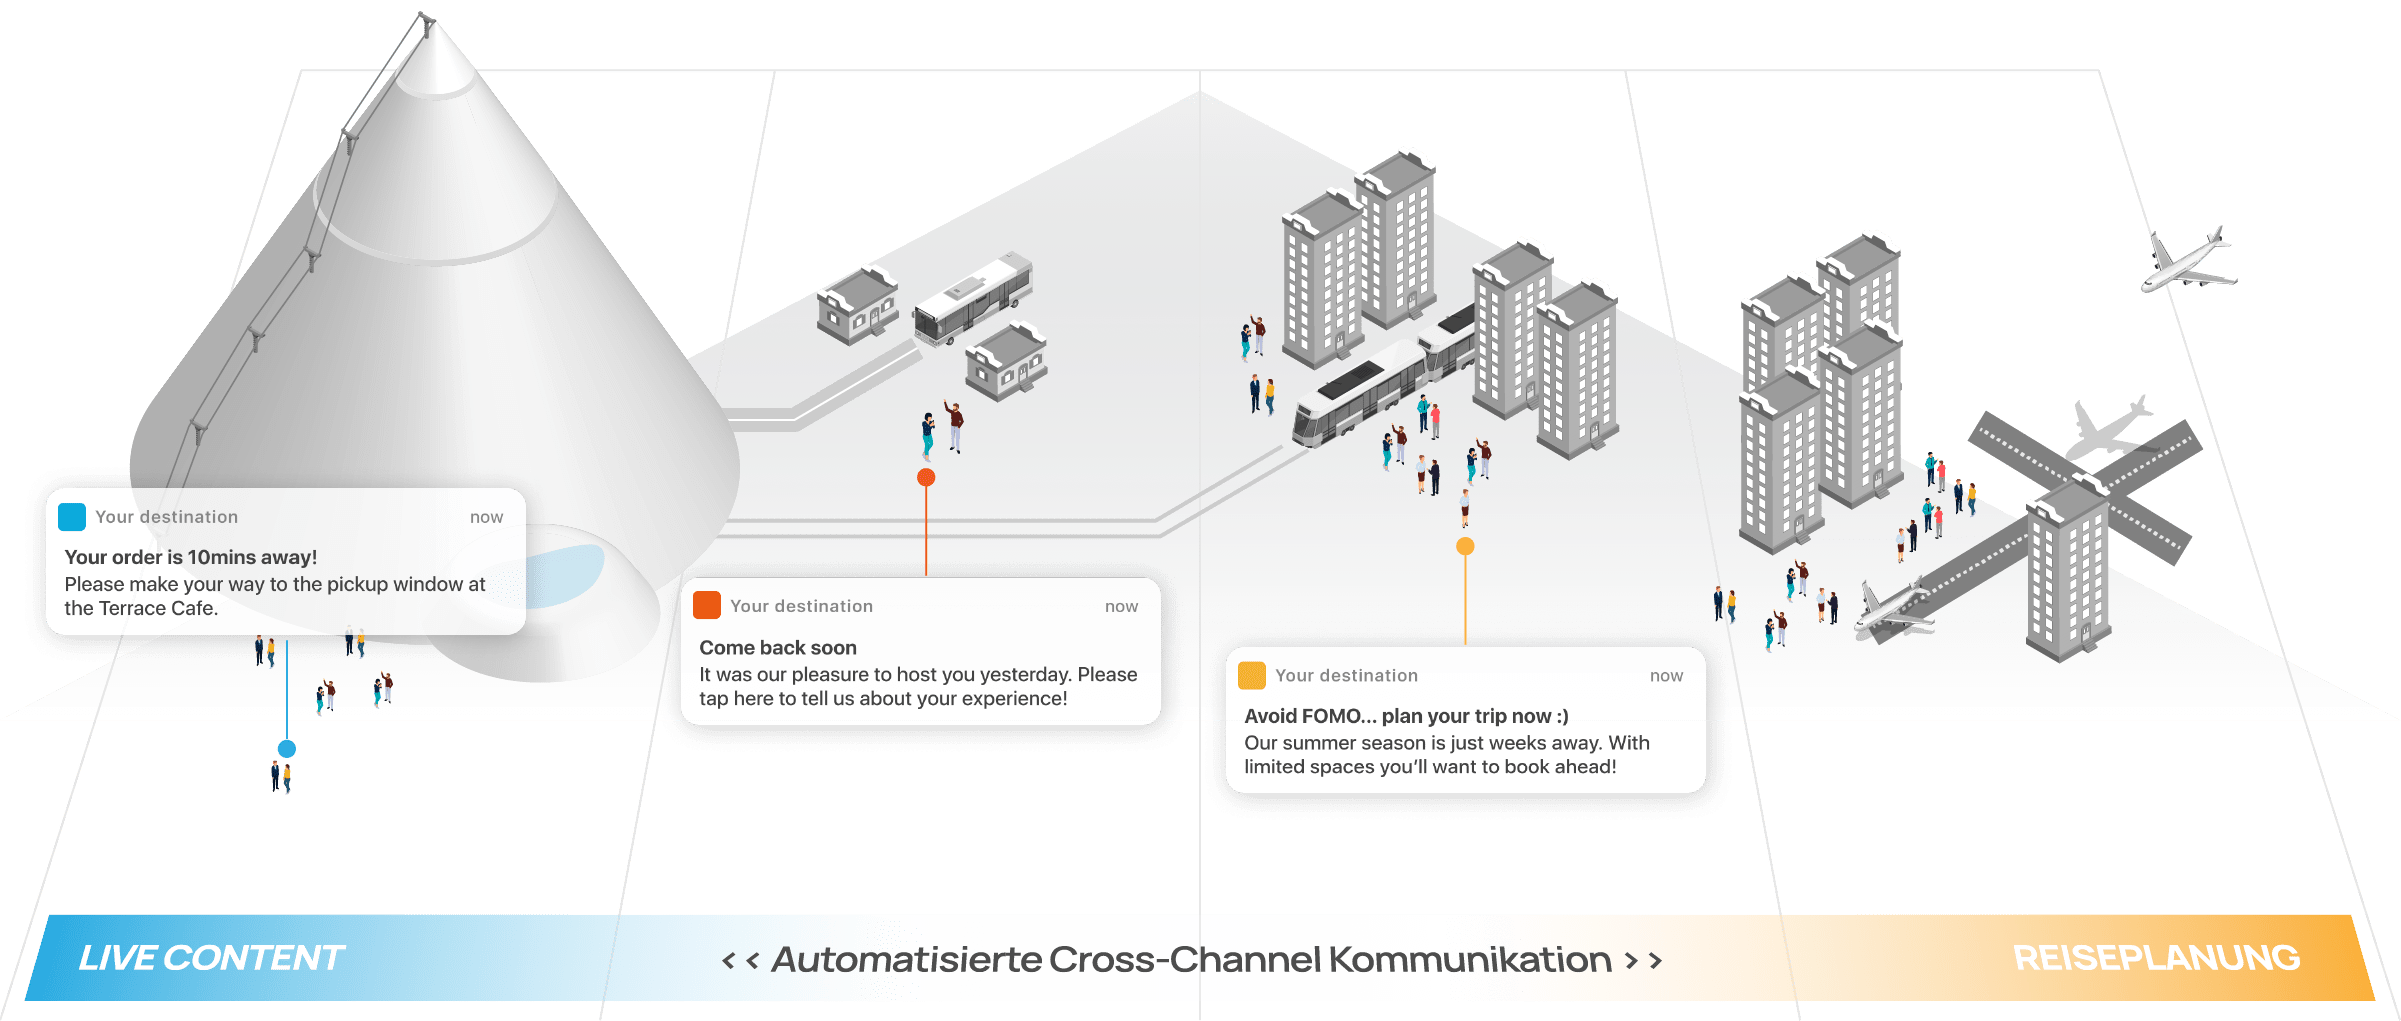 Your destination now
Your order is 10mins away!
Please make your way to the pickup window at
the Terrace Cafe.
Your destination now
Come back soon
It was our pleasure to host you yesterday. Please
tap here to tell us about your experience!
Your destination now
Avoid FOMO... plan your trip now :)
Our summer season is just weeks away. With
limited spaces you'll want to book ahead!
LIVE CONTENT
< < Automatisierte Cross-Channel Kommunikation > >
REISEPLANUNG